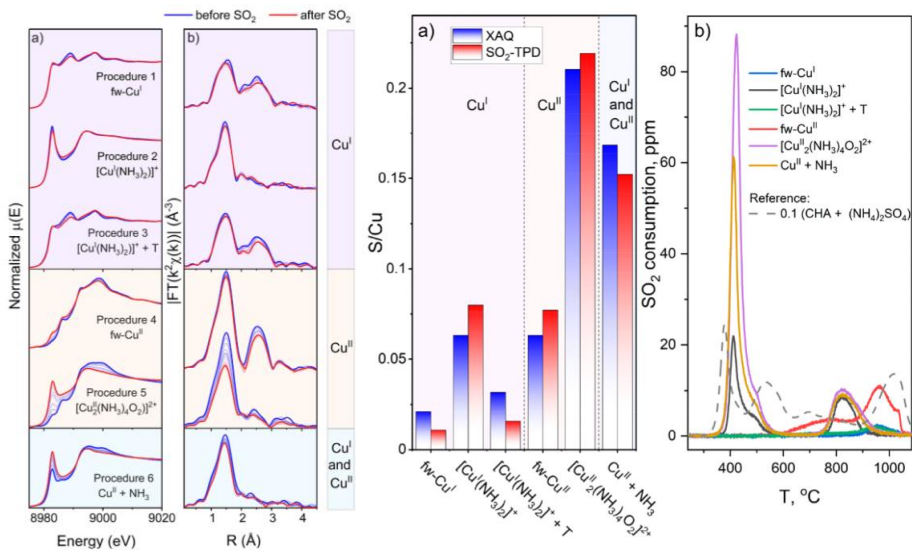 before SO₂ after SO₂
a)
b)
Procedure 1
fw-Cuᴵ
Procedure 2
[Cuᴵ(NH₃)₂)]⁺
Procedure 3
[Cuᴵ(NH₃)₂)]⁺ + T
Procedure 4
fw-Cuᴵᴵ
Procedure 5
[Cu₂ᴵᴵ(NH₃)₄O₂)]²⁺
Procedure 6
Cuᴵᴵ + NH₃
Normalized μ(E)
8980 9000 9020
Energy (eV)
|FT(k²χ(k))| (Å⁻³)
0 1 2 3 4
R (Å)
Cuᴵ
Cuᴵᴵ
Cuᴵ
and
Cuᴵᴵ
a)
XAQ
SO₂-TPD
Cuᴵ
Cuᴵᴵ
Cuᴵ
and
Cuᴵᴵ
S/Cu
0.2
0.15
0.1
0.05
0
fw-Cuᴵ
[Cuᴵ(NH₃)₂]⁺
[Cuᴵ(NH₃)₂]⁺ + T
fw-Cuᴵᴵ
[Cuᴵᴵ₂(NH₃)₄O₂]²⁺
Cuᴵᴵ + NH₃
b)
fw-Cuᴵ
[Cuᴵ(NH₃)₂]⁺
[Cuᴵ(NH₃)₂]⁺ + T
fw-Cuᴵᴵ
[Cuᴵᴵ₂(NH₃)₄O₂]²⁺
Cuᴵᴵ + NH₃
Reference:
0.1 (CHA + (NH₄)₂SO₄)
SO₂ consumption, ppm
80
60
40
20
0
400 600 800 1000
T, °C